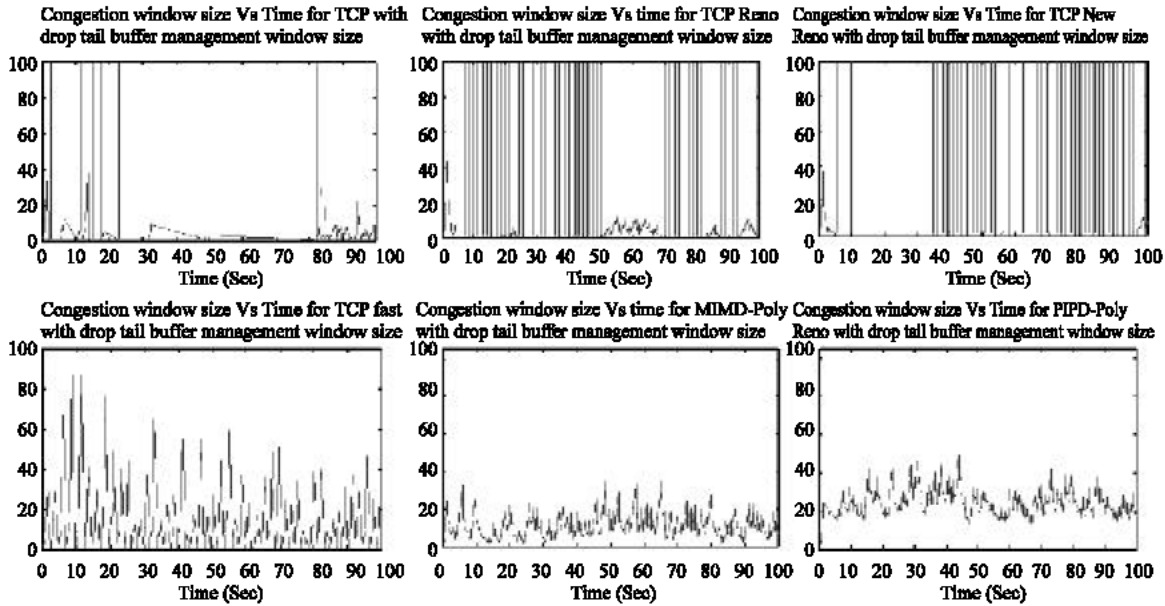 Congestion window size Vs Time for TCP with
drop tail buffer management window size
100
80
60
40
20
0
0 10 20 30 40 50 60 70 80 90 100
Time (Sec)
Congestion window size Vs time for TCP Reno
with drop tail buffer management window size
100
80
60
40
20
0
0 10 20 30 40 50 60 70 80 90 100
Time (Sec)
Congestion window size Vs Time for TCP New
Reno with drop tail buffer management window size
100
80
60
40
20
0
0 10 20 30 40 50 60 70 80 90 100
Time (Sec)
Congestion window size Vs Time for TCP fast
with drop tail buffer management window size
100
80
60
40
20
0
0 10 20 30 40 50 60 70 80 90 100
Time (Sec)
Congestion window size Vs time for MIMD-Poly
with drop tail buffer management window size
100
80
60
40
20
0
0 10 20 30 40 50 60 70 80 90 100
Time (Sec)
Congestion window size Vs Time for PIPD-Poly
Reno with drop tail buffer management window size
100
80
60
40
20
0
0 10 20 30 40 50 60 70 80 90 100
Time (Sec)